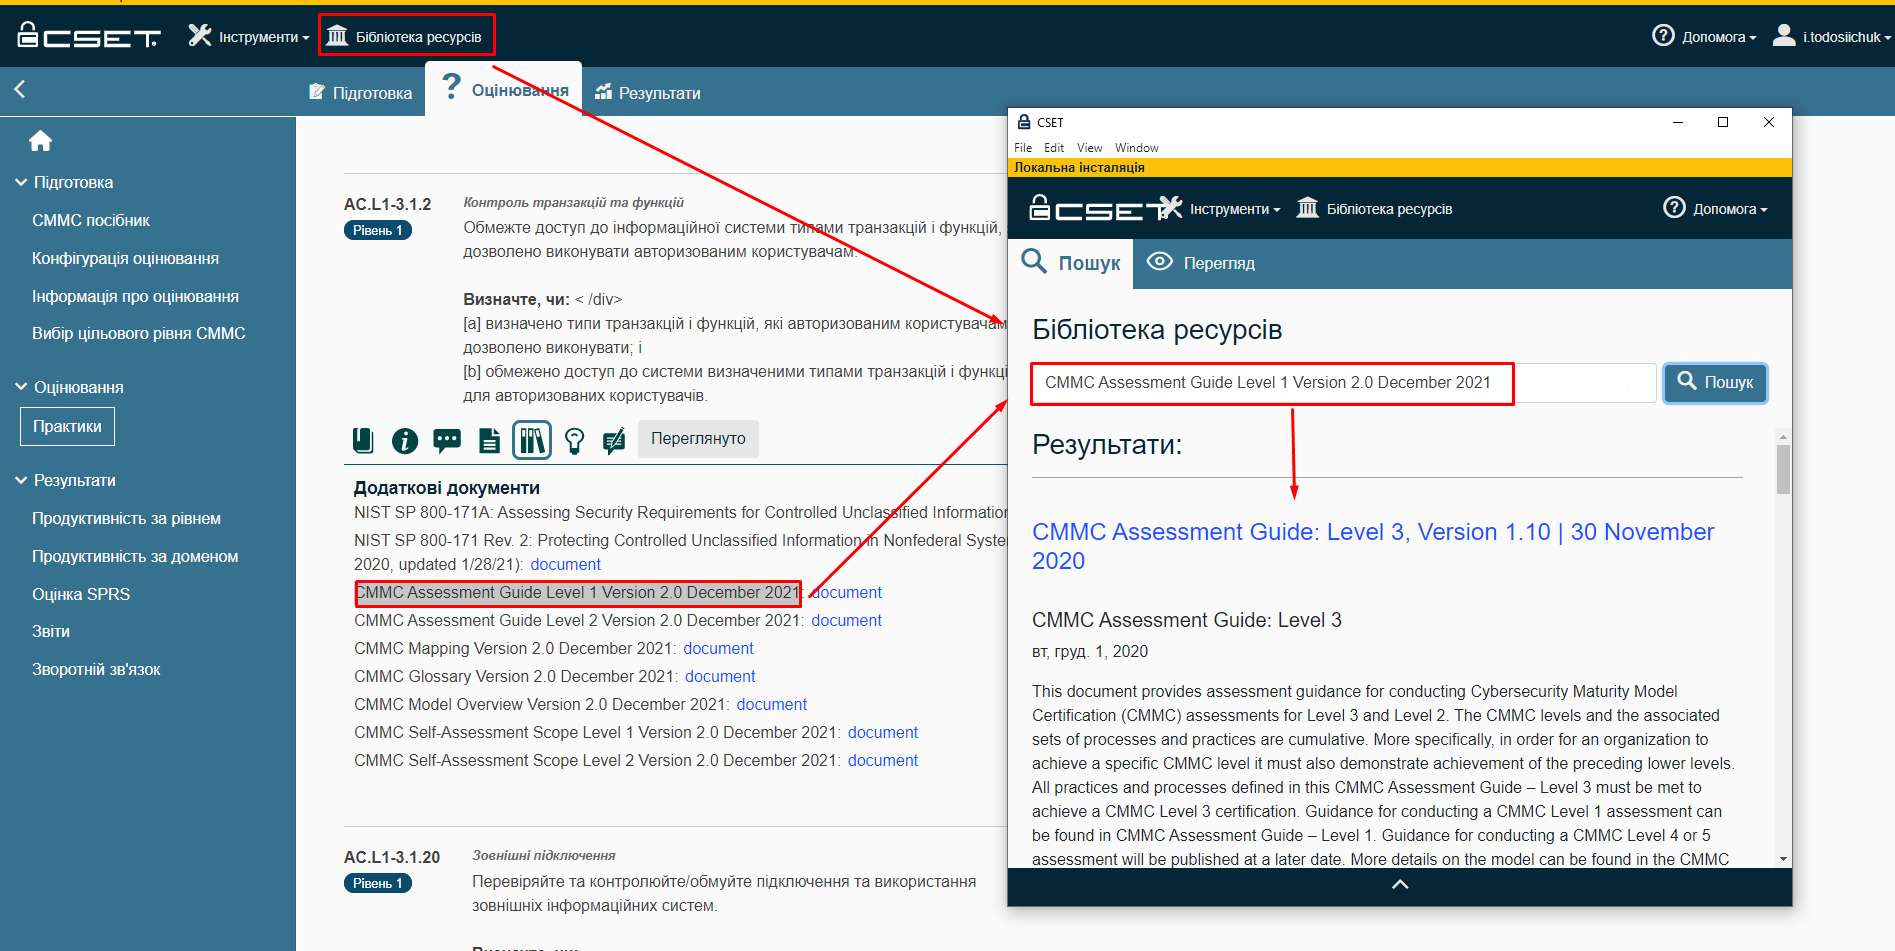 CSET
Інструменти
Бібліотека ресурсів
Допомога
i.todosiichuk
Підготовка
? Оцінювання
Результати
Підготовка
CMMC посібник
Конфігурація оцінювання
Інформація про оцінювання
Вибір цільового рівня CMMC
Оцінювання
Практики
Результати
Продуктивність за рівнем
Продуктивність за доменом
Оцінка SPRS
Звіти
Зворотній зв'язок
AC.L1-3.1.2
Рівень 1
Контроль транзакцій та функцій
Обмежте доступ до інформаційної системи типами транзакцій і функцій,
дозволено виконувати авторизованим користувачам.
Визначте, чи: < /div>
[a] визначено типи транзакцій і функцій, які авторизованим користувачам
дозволено виконувати; і
[b] обмежено доступ до системи визначеними типами транзакцій і функцій
для авторизованих користувачів.
Переглянуто
Додаткові документи
NIST SP 800-171A: Assessing Security Requirements for Controlled Unclassified Information
NIST SP 800-171 Rev. 2: Protecting Controlled Unclassified Information in Nonfederal Syste
2020, updated 1/28/21): document
CMMC Assessment Guide Level 1 Version 2.0 December 2021: document
CMMC Assessment Guide Level 2 Version 2.0 December 2021: document
CMMC Mapping Version 2.0 December 2021: document
CMMC Glossary Version 2.0 December 2021: document
CMMC Model Overview Version 2.0 December 2021: document
CMMC Self-Assessment Scope Level 1 Version 2.0 December 2021: document
CMMC Self-Assessment Scope Level 2 Version 2.0 December 2021: document
AC.L1-3.1.20
Рівень 1
Зовнішні підключення
Перевіряйте та контролюйте/обмуйте підключення та використання
зовнішніх інформаційних систем.
CSET
File Edit View Window
Локальна інсталяція
CSET
Інструменти
Бібліотека ресурсів
Допомога
Пошук
Перегляд
Бібліотека ресурсів
CMMC Assessment Guide Level 1 Version 2.0 December 2021
Пошук
Результати:
CMMC Assessment Guide: Level 3, Version 1.10 | 30 November
2020
CMMC Assessment Guide: Level 3
вт, груд. 1, 2020
This document provides assessment guidance for conducting Cybersecurity Maturity Model
Certification (CMMC) assessments for Level 3 and Level 2. The CMMC levels and the associated
sets of processes and practices are cumulative. More specifically, in order for an organization to
achieve a specific CMMC level it must also demonstrate achievement of the preceding lower levels.
All practices and processes defined in this CMMC Assessment Guide – Level 3 must be met to
achieve a CMMC Level 3 certification. Guidance for conducting a CMMC Level 1 assessment can
be found in CMMC Assessment Guide – Level 1. Guidance for conducting a CMMC Level 4 or 5
assessment will be published at a later date. More details on the model can be found in the CMMC